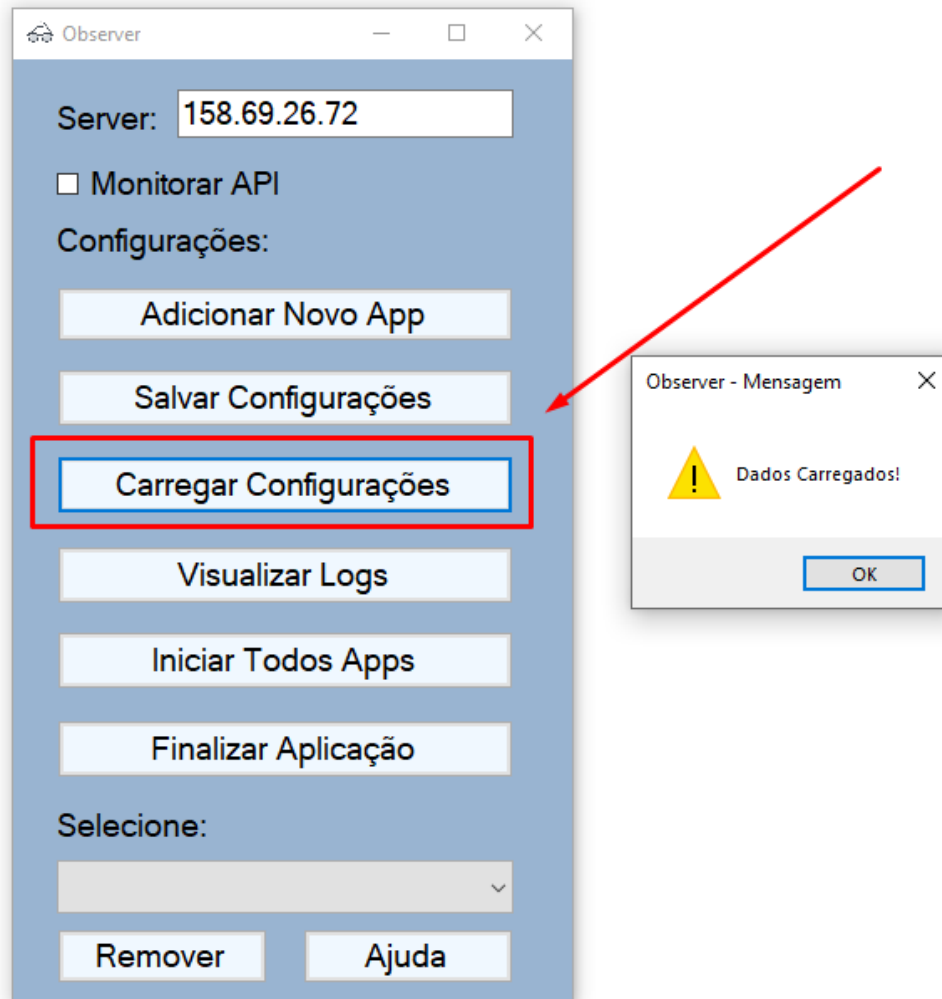 Observer
Server: 158.69.26.72
Monitorar API
Configurações:
Adicionar Novo App
Salvar Configurações
Carregar Configurações
Visualizar Logs
Iniciar Todos Apps
Finalizar Aplicação
Selecione:
Remover Ajuda
Observer - Mensagem
Dados Carregados!
OK